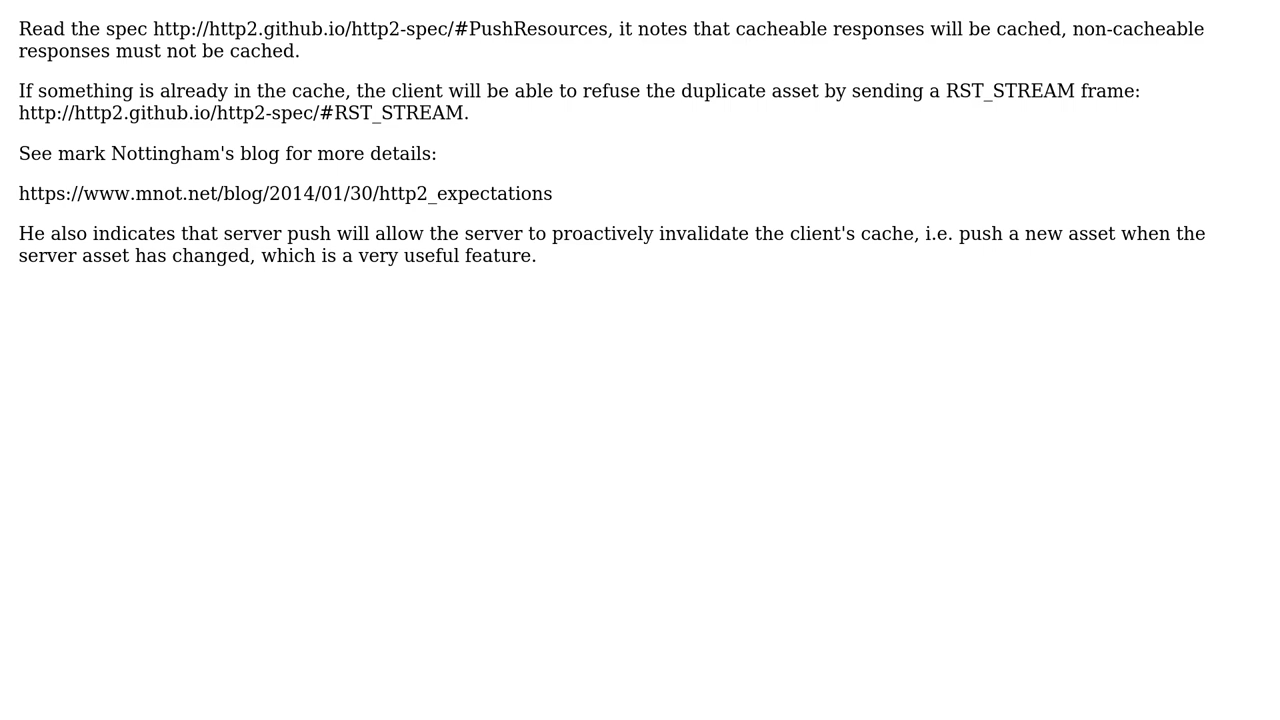 Read the spec http://http2.github.io/http2-spec/#PushResources, it notes that cacheable responses will be cached, non-cacheable
responses must not be cached.
If something is already in the cache, the client will be able to refuse the duplicate asset by sending a RST_STREAM frame:
http://http2.github.io/http2-spec/#RST_STREAM.
See mark Nottingham's blog for more details:
https://www.mnot.net/blog/2014/01/30/http2_expectations
He also indicates that server push will allow the server to proactively invalidate the client's cache, i.e. push a new asset when the
server asset has changed, which is a very useful feature.